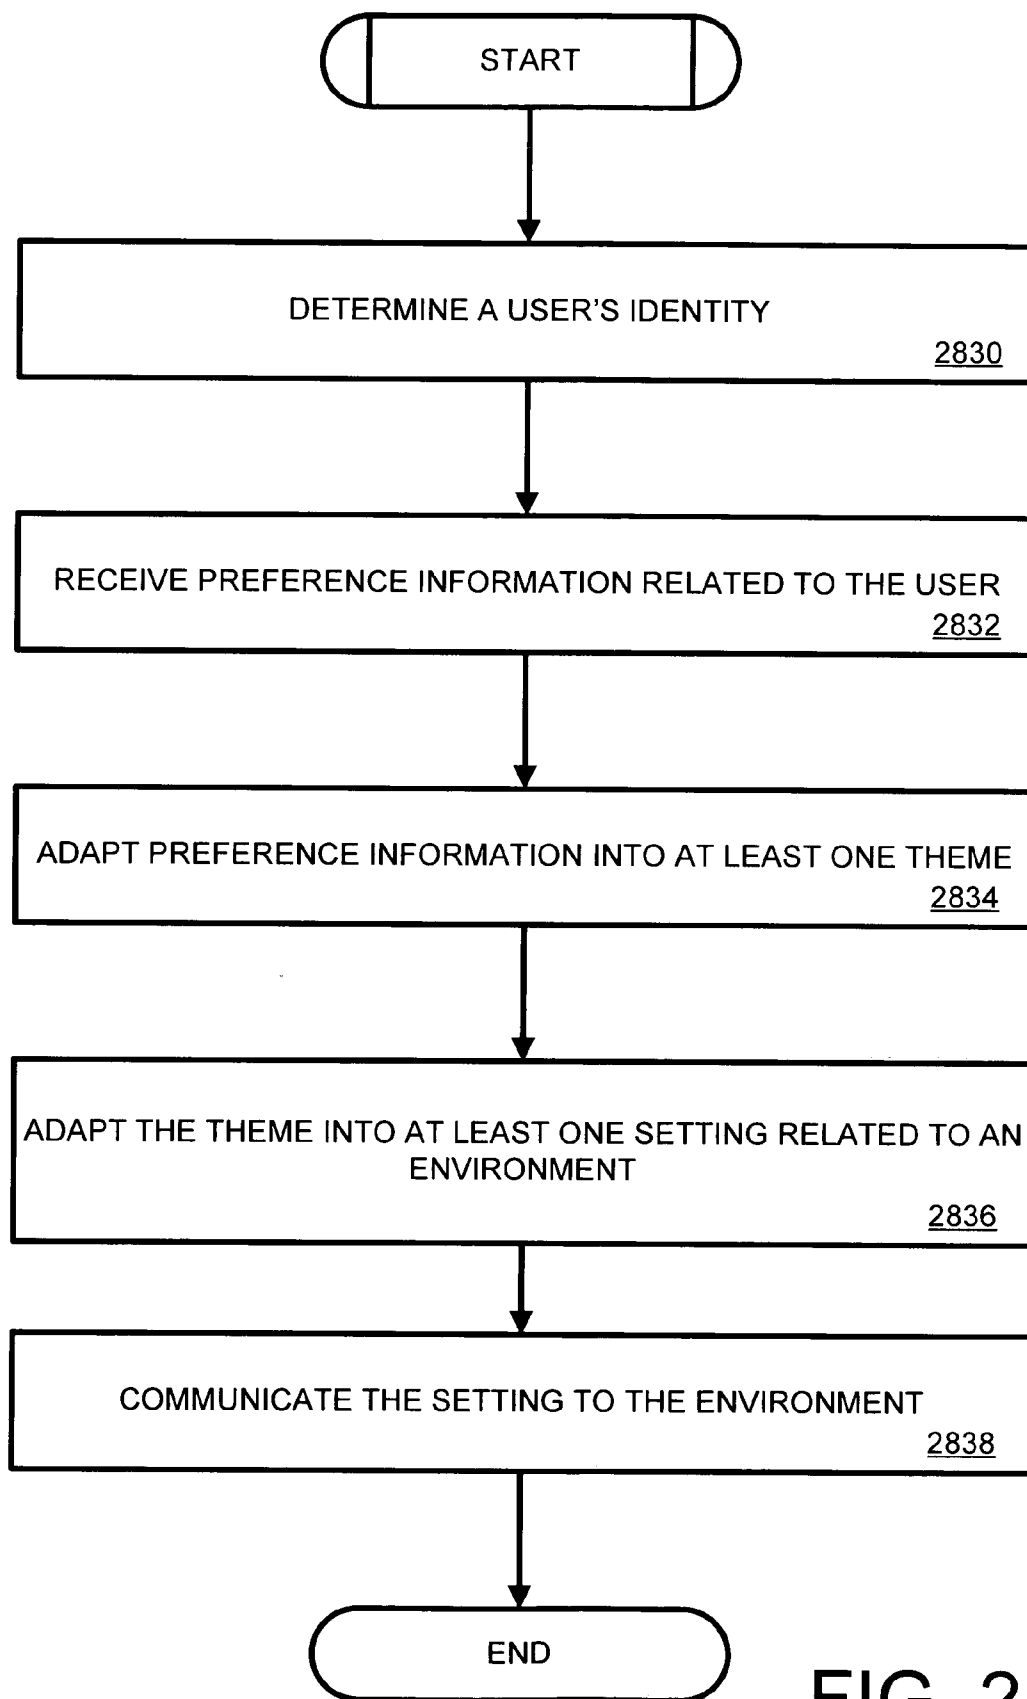 START
DETERMINE A USER'S IDENTITY
2830
RECEIVE PREFERENCE INFORMATION RELATED TO THE USER
2832
ADAPT PREFERENCE INFORMATION INTO AT LEAST ONE THEME
2834
ADAPT THE THEME INTO AT LEAST ONE SETTING RELATED TO AN
ENVIRONMENT
2836
COMMUNICATE THE SETTING TO THE ENVIRONMENT
2838
END
FIG. 2